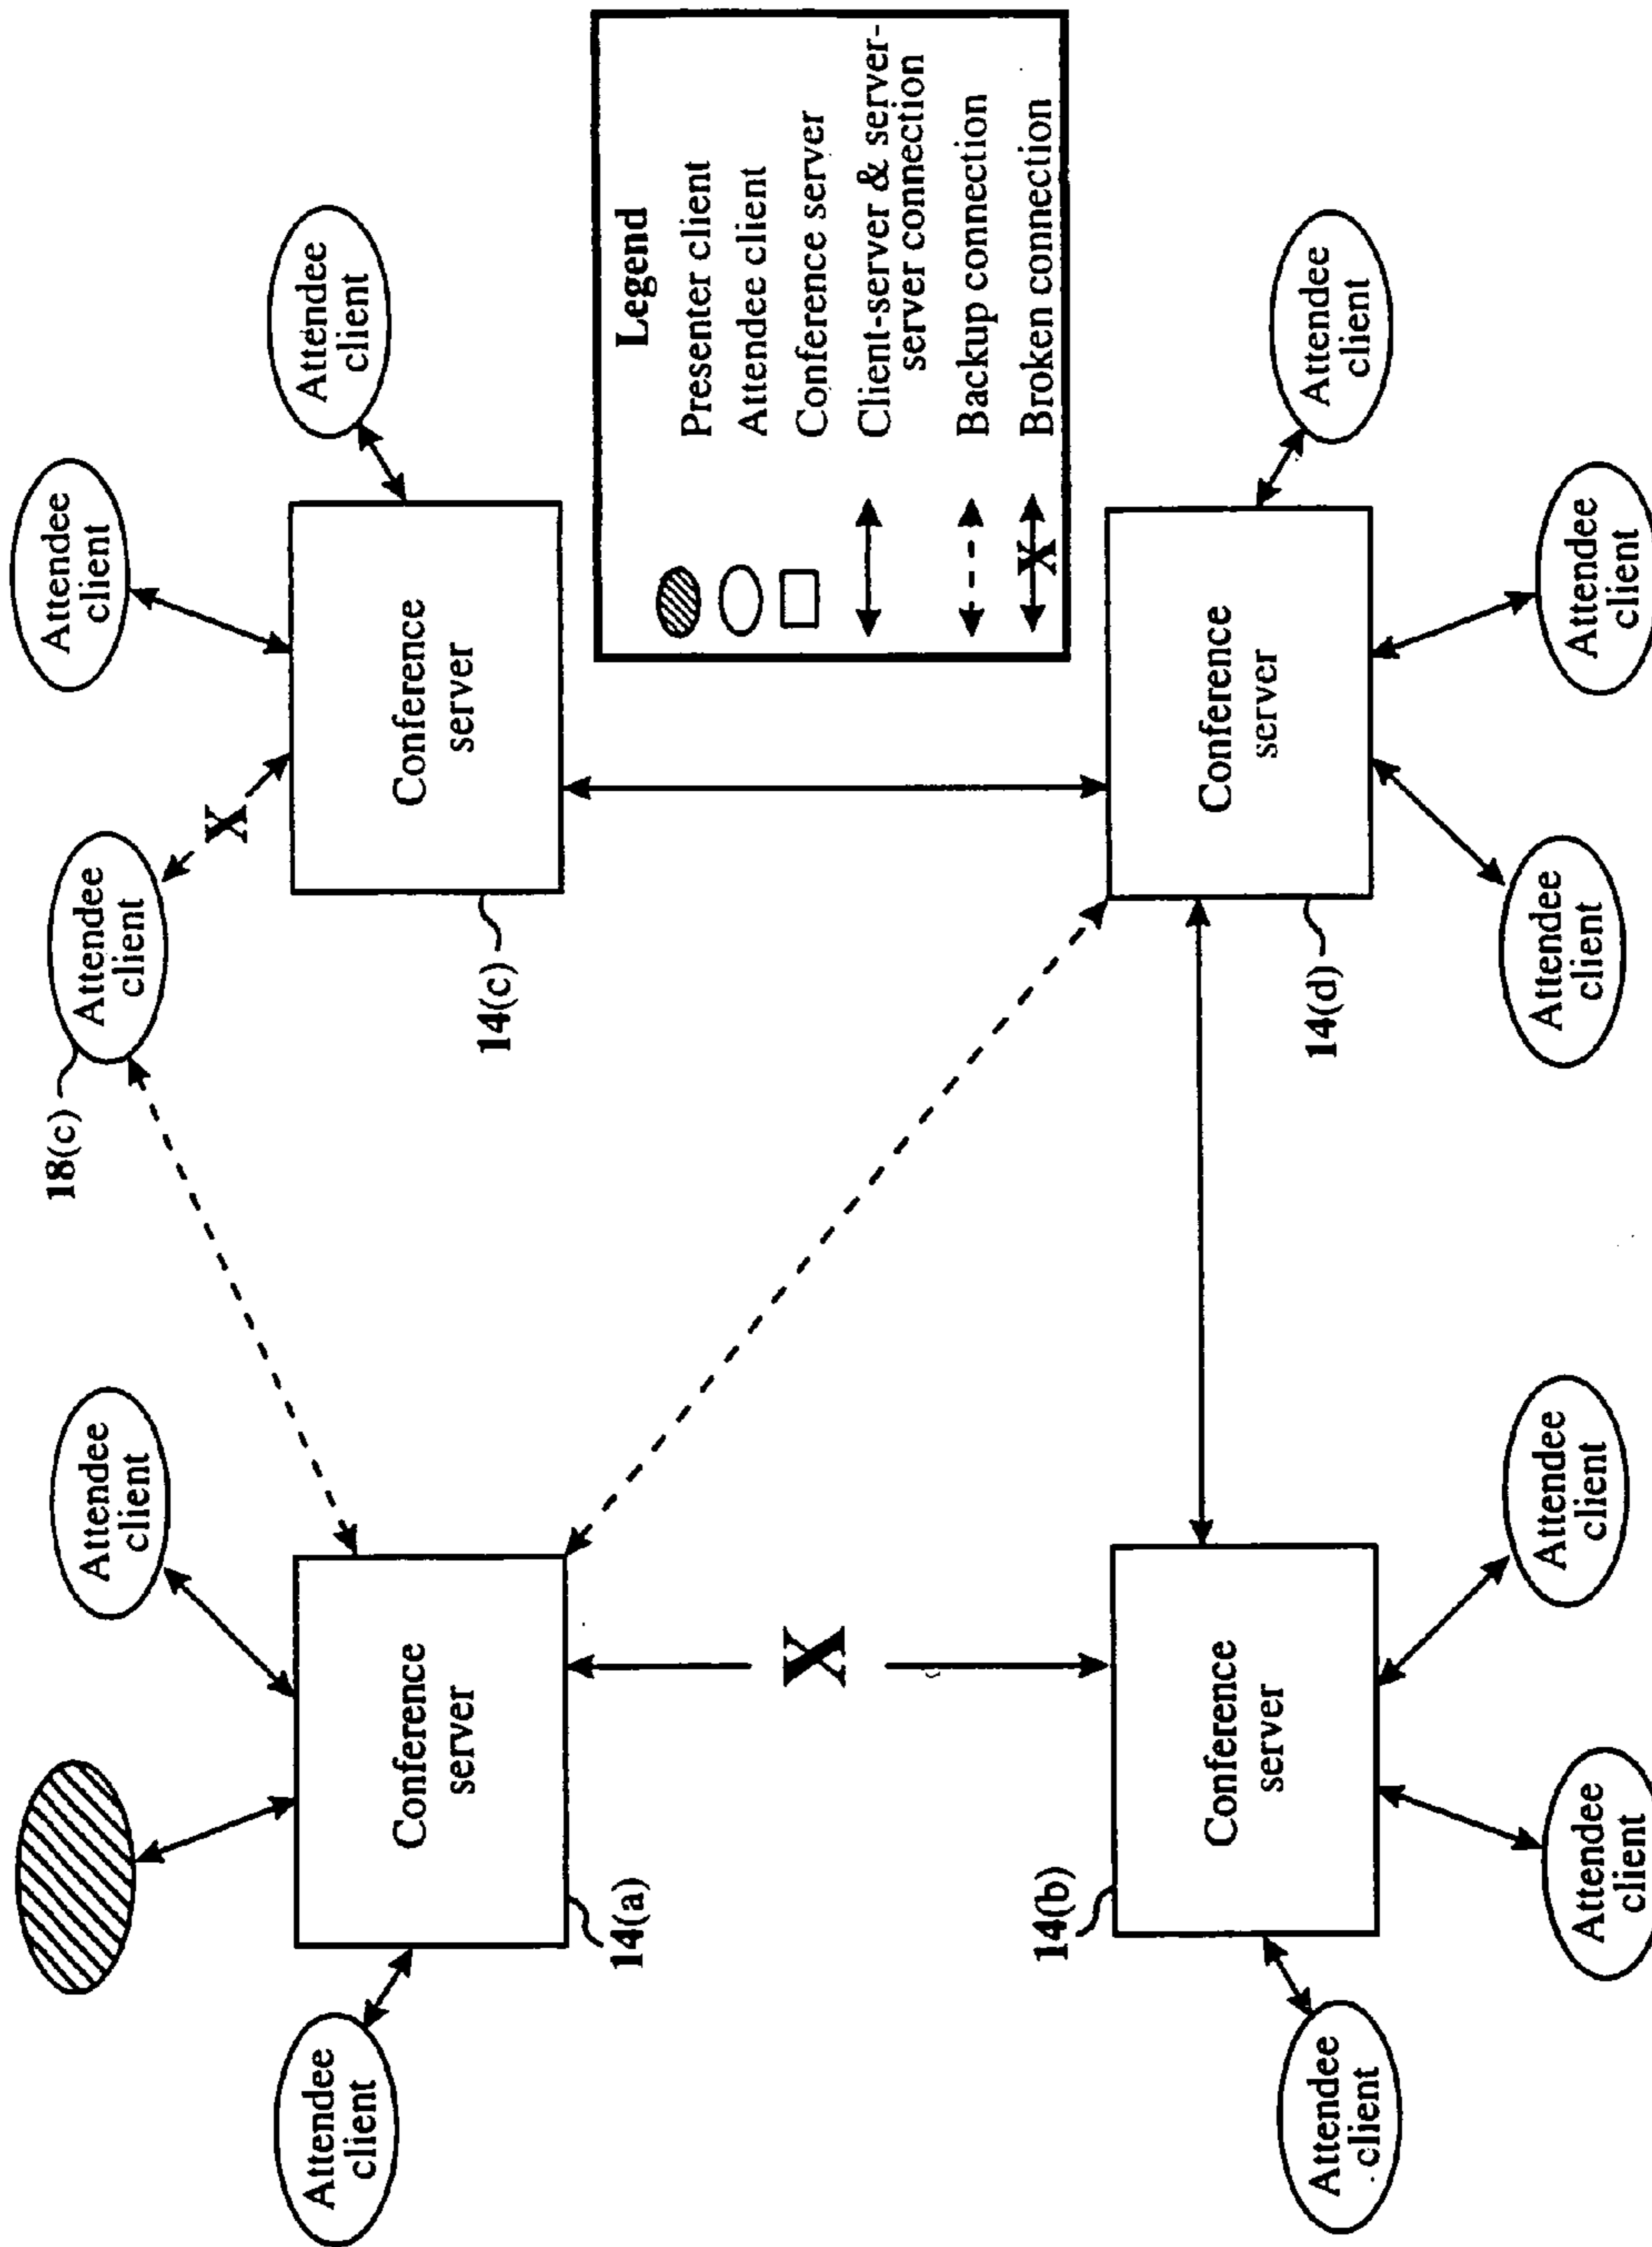 18(c)
Attendee
client
Attendee
client
Attendee
client
X
Attendee
client
Attendee
client
Conference
server
Conference
server
14(a)
14(c)
X
Legend
Presenter client
Attendee client
Conference server
Client-server & server-
server connection
Backup connection
X Broken connection
14(b)
Conference
server
Conference
server
14(d)
Attendee
client
Attendee
client
Attendee
client
Attendee
client
Attendee
client
Attendee
client